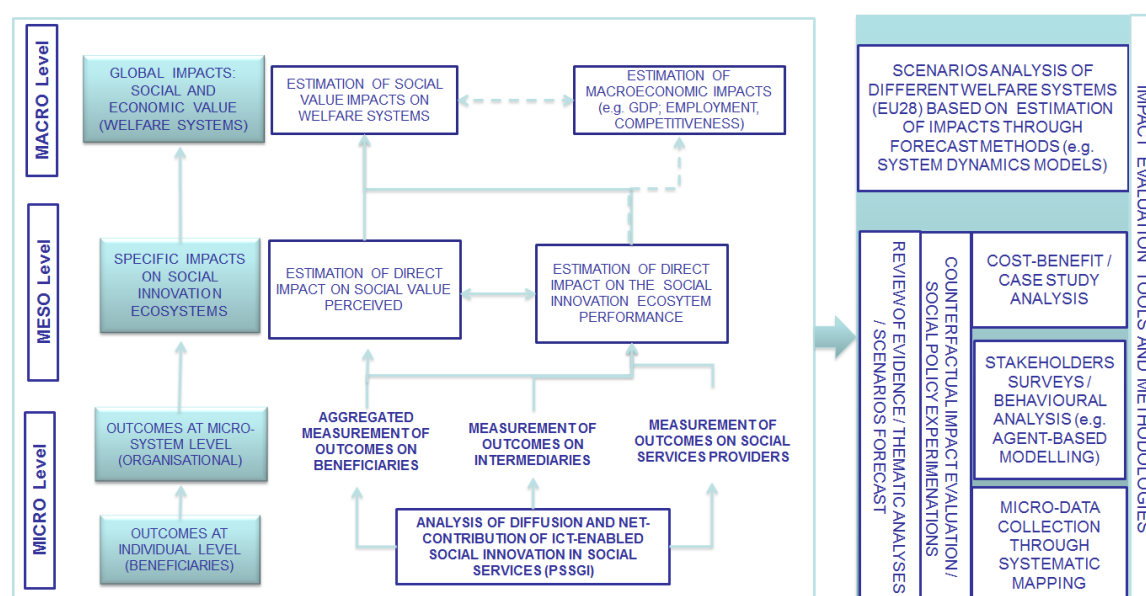 MACRO Level
GLOBAL IMPACTS:
SOCIAL AND
ECONOMIC VALUE
(WELFARE SYSTEMS)
ESTIMATION OF SOCIAL
VALUE IMPACTS ON
WELFARE SYSTEMS
ESTIMATION OF
MACROECONOMIC IMPACTS
(e.g. GDP; EMPLOYMENT,
COMPETITIVENESS)
MESO Level
SPECIFIC IMPACTS
ON SOCIAL
INNOVATION
ECOSYSTEMS
ESTIMATION OF DIRECT
IMPACT ON SOCIAL VALUE
PERCEIVED
ESTIMATION OF DIRECT
IMPACT ON THE SOCIAL
INNOVATION ECOSYTEM
PERFORMANCE
MICRO Level
OUTCOMES AT MICRO-
SYSTEM LEVEL
(ORGANISATIONAL)
AGGREGATED
MEASUREMENT OF
OUTCOMES ON
BENEFICIARIES
MEASUREMENT OF
OUTCOMES ON
INTERMEDIARIES
MEASUREMENT OF
OUTCOMES ON SOCIAL
SERVICES PROVIDERS
OUTCOMES AT
INDIVIDUAL LEVEL
(BENEFICIARIES)
ANALYSIS OF DIFFUSION AND NET-
CONTRIBUTION OF ICT-ENABLED
SOCIAL INNOVATION IN SOCIAL
SERVICES (PSSGI)
SCENARIOS ANALYSIS OF
DIFFERENT WELFARE SYSTEMS
(EU28) BASED ON ESTIMATION
OF IMPACTS THROUGH
FORECAST METHODS (e.g.
SYSTEM DYNAMICS MODELS)
REVIEW OF EVIDENCE / THEMATIC ANALYSES
/ SCENARIOS FORECAST
COUNTERFACTUAL IMPACT EVALUATION /
SOCIAL POLICY EXPERIMENATIONS
COST-BENEFIT /
CASE STUDY
ANALYSIS
STAKEHOLDERS
SURVEYS /
BEHAVIOURAL
ANALYSIS (e.g.
AGENT-BASED
MODELLING)
MICRO-DATA
COLLECTION
THROUGH
SYSTEMATIC
MAPPING
IMPACT EVALUATION TOOLS AND METHODOLOGIES